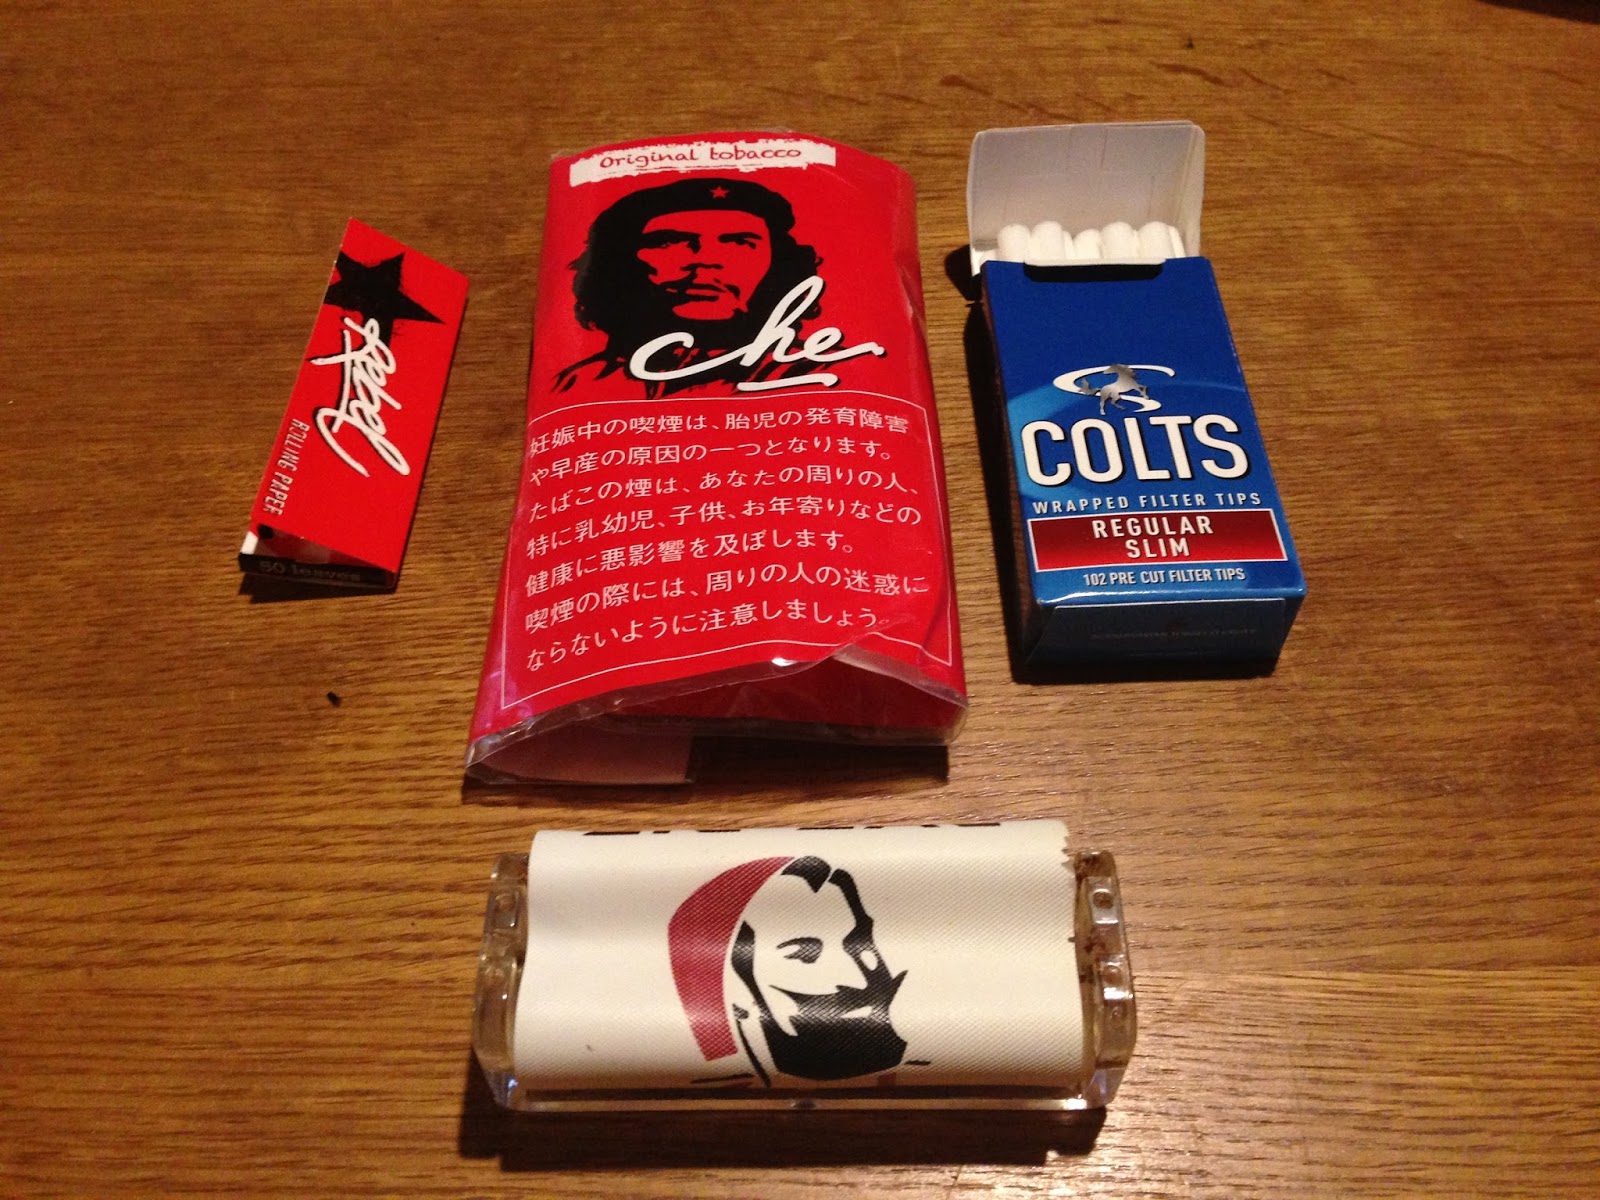 Rebel
ROLLING PAPER
50 leaves
Original tobacco
che
妊娠中の喫煙は、胎児の発育障害
や早産の原因の一つとなります。
たばこの煙は、あなたの周りの人、
特に乳幼児、子供、お年寄りなどの
健康に悪影響を及ぼします。
喫煙の際には、周りの人の迷惑に
ならないように注意しましょう。
COLTS
WRAPPED FILTER TIPS
REGULAR
SLIM
102 PRE CUT FILTER TIPS